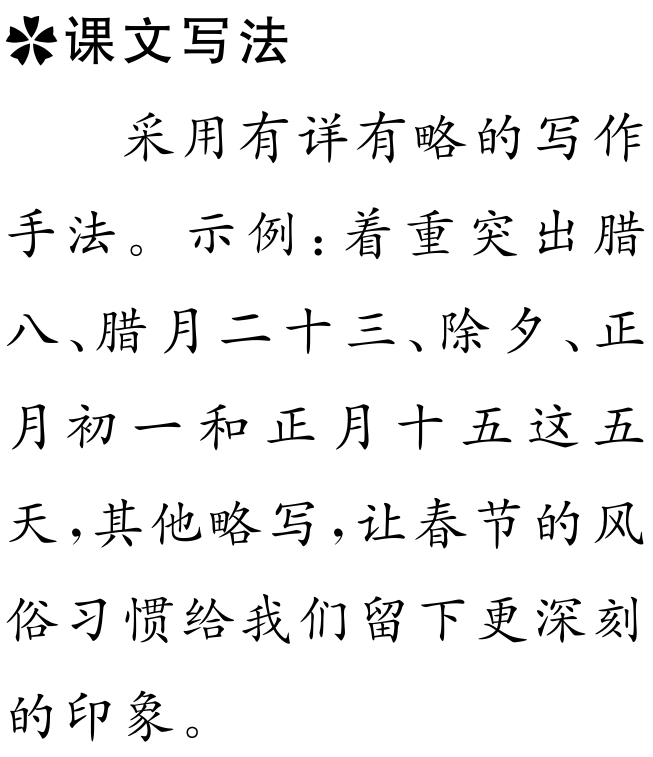 课文写法
采用有详有略的写作
手法。示例:着重突出腊
八、腊月二十三、除夕、正
月初一和正月十五这五
天,其他略写,让春节的风
俗习惯给我们留下更深刻
的印象。